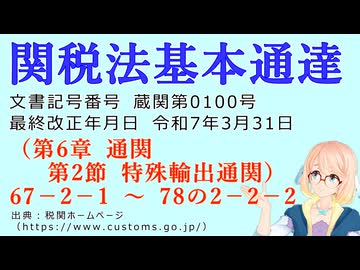 関税法基本通達
文書記号番号 蔵関第0100号
最終改正年月日 令和7年3月31日
（第6章 通関
第2節 特殊輸出通関）
67－2－1 ～ 78の2－2－2
出典：税関ホームページ
（https://www.customs.go.jp/）